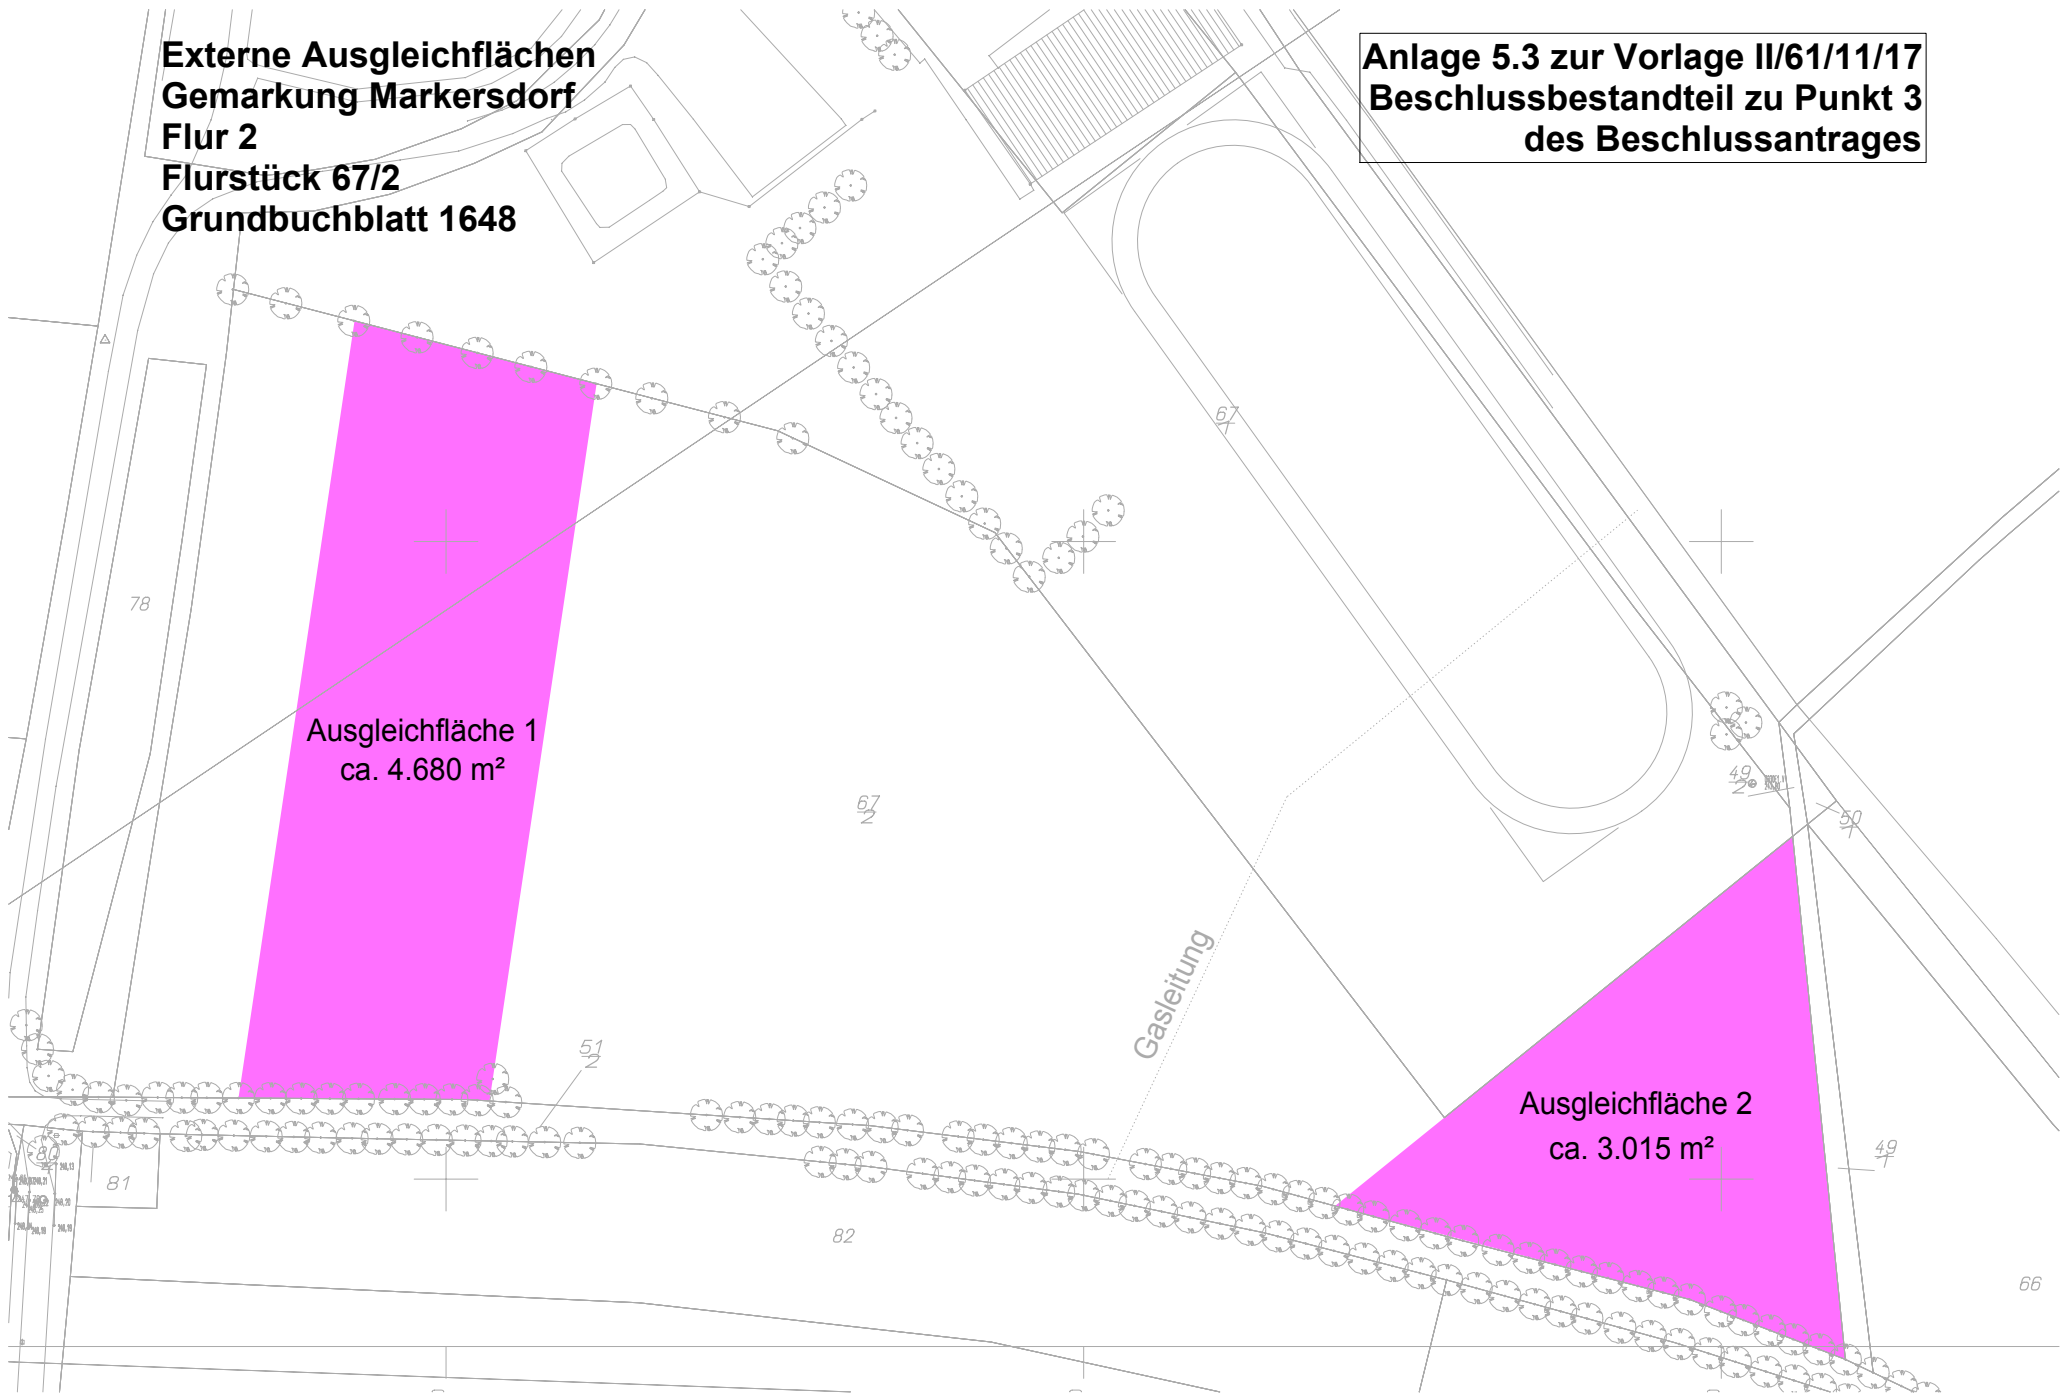 Externe Ausgleichflächen
Gemarkung Markersdorf
Flur 2
Flurstück 67/2
Grundbuchblatt 1648
Anlage 5.3 zur Vorlage II/61/11/17
Beschlussbestandteil zu Punkt 3
des Beschlussantrages
67
1
78
Ausgleichfläche 1
ca. 4.680 m²
67
2
49
2
50
1
Gasleitung
51
2
Ausgleichfläche 2
ca. 3.015 m²
49
1
80
81
82
66